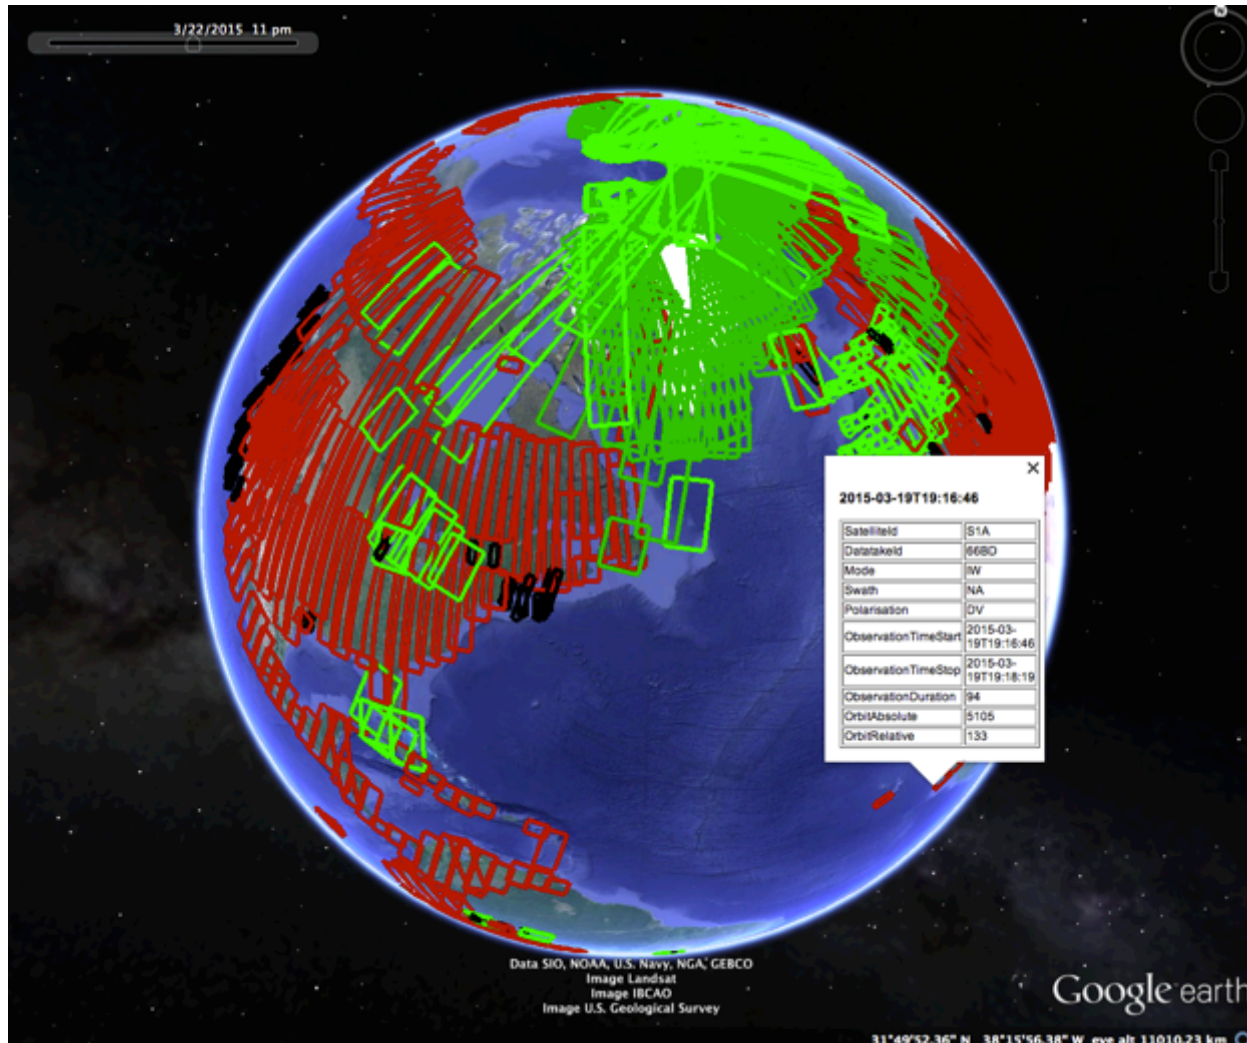 3/22/2015 11 pm
N
2015-03-19T19:16:46
SatelliteId S1A
DatatakeId 66BD
Mode IW
Swath NA
Polarisation DV
ObservationTimeStart 2015-03-
19T19:16:46
ObservationTimeStop 2015-03-
19T19:18:19
ObservationDuration 94
OrbitAbsolute 5105
OrbitRelative 133
Data SIO, NOAA, U.S. Navy, NGA, GEBCO
Image Landsat
Image IBCAO
Image U.S. Geological Survey
Google earth
31°49'52.36" N 38°15'56.38" W eye alt 11010.23 km